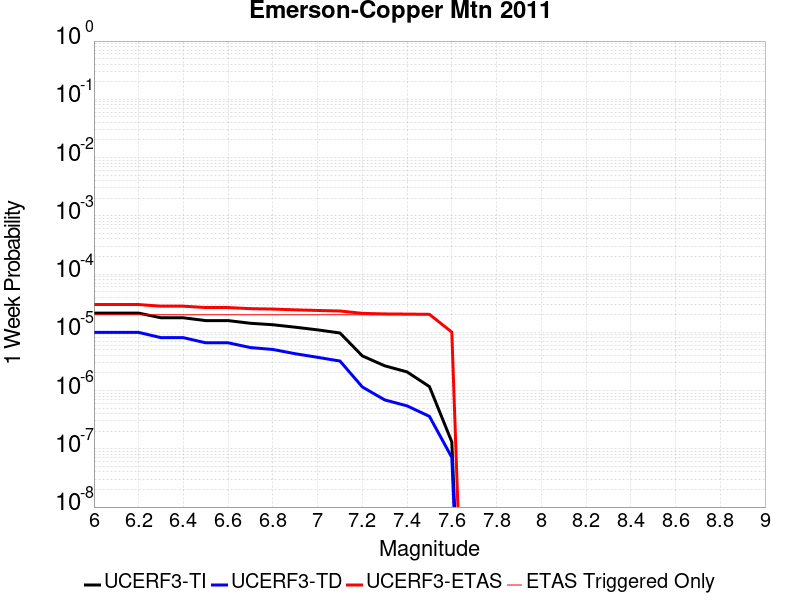 Emerson-Copper Mtn 2011
10^0
10^-1
10^-2
10^-3
10^-4
10^-5
10^-6
10^-7
10^-8
1 Week Probability
6 6.2 6.4 6.6 6.8 7 7.2 7.4 7.6 7.8 8 8.2 8.4 8.6 8.8 9
Magnitude
UCERF3-TI UCERF3-TD UCERF3-ETAS ETAS Triggered Only